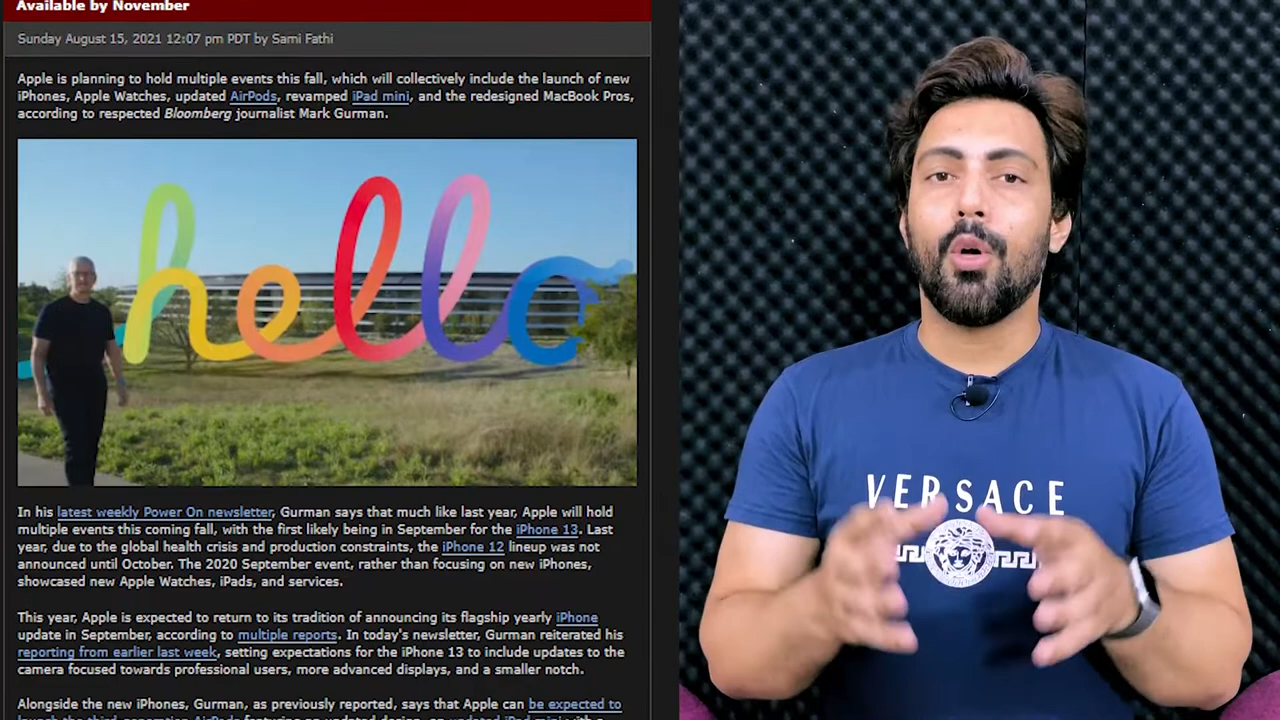 Available by November
Sunday August 15, 2021 12:07 pm PDT by Sami Fathi
Apple is planning to hold multiple events this fall, which will collectively include the launch of new
iPhones, Apple Watches, updated AirPods, revamped iPad mini, and the redesigned MacBook Pros,
according to respected Bloomberg journalist Mark Gurman.
hello
In his latest weekly Power On newsletter, Gurman says that much like last year, Apple will hold
multiple events this coming fall, with the first likely being in September for the iPhone 13. Last
year, due to the global health crisis and production constraints, the iPhone 12 lineup was not
announced until October. The 2020 September event, rather than focusing on new iPhones,
showcased new Apple Watches, iPads, and services.
This year, Apple is expected to return to its tradition of announcing its flagship yearly iPhone
update in September, according to multiple reports. In today's newsletter, Gurman reiterated his
reporting from earlier last week, setting expectations for the iPhone 13 to include updates to the
camera focused towards professional users, more advanced displays, and a smaller notch.
Alongside the new iPhones, Gurman, as previously reported, says that Apple can be expected to
VERSACE